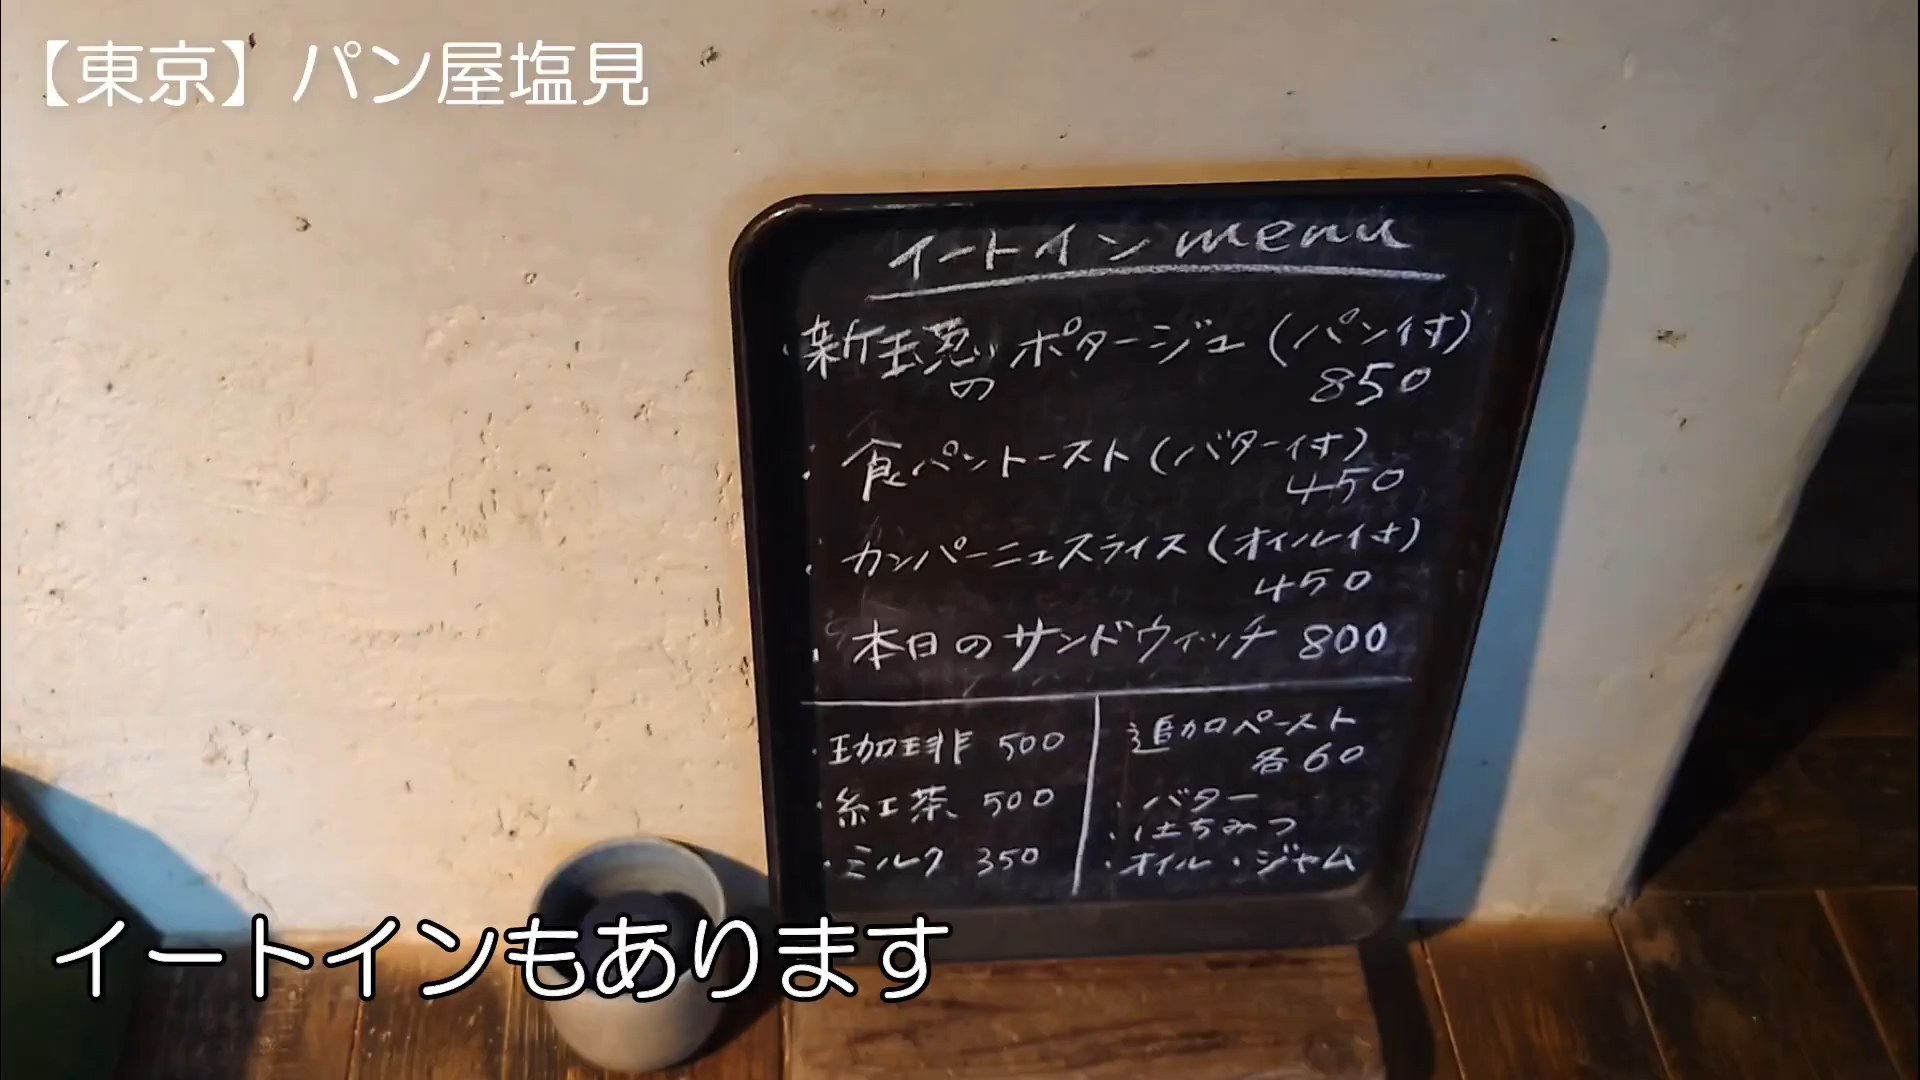 【東京】パン屋塩見
イートインmenu
・新玉葱の ポタージュ(パン付)
850
・食パントースト(バター付)
450
・カンパーニュスライス(オイル付)
450
・本日のサンドウィッチ 800
・珈琲 500
・紅茶 500
・ミルク 350
追加ペースト
各60
・バター
・はちみつ
・オイル・ジャム
イートインもあります